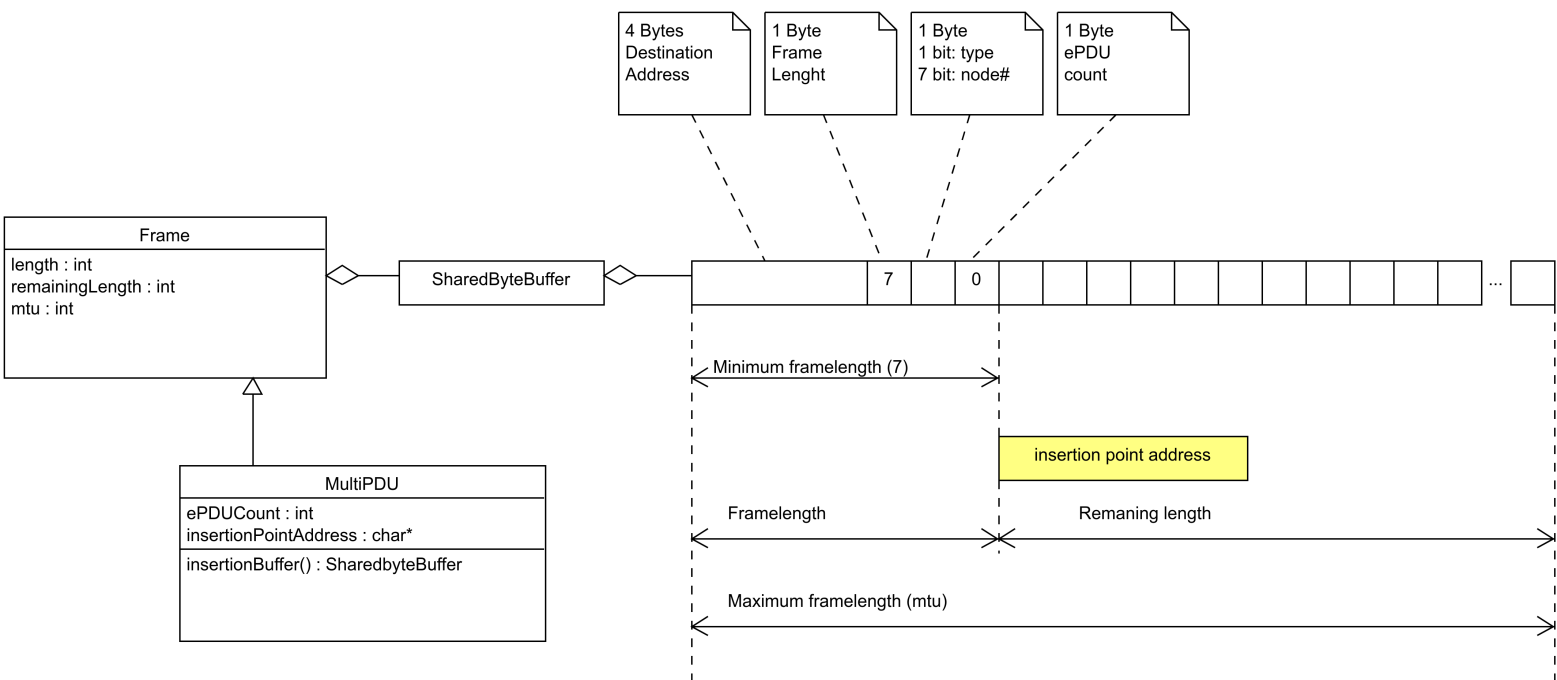 4 Bytes
Destination
Address
1 Byte
Frame
Lenght
1 Byte
1 bit: type
7 bit: node#
1 Byte
ePDU
count
Frame
length : int
remainingLength : int
mtu : int
SharedByteBuffer
7
0
...
Minimum framelength (7)
insertion point address
MultiPDU
ePDUCount : int
insertionPointAddress : char*
insertionBuffer() : SharedbyteBuffer
Framelength
Remaning length
Maximum framelength (mtu)